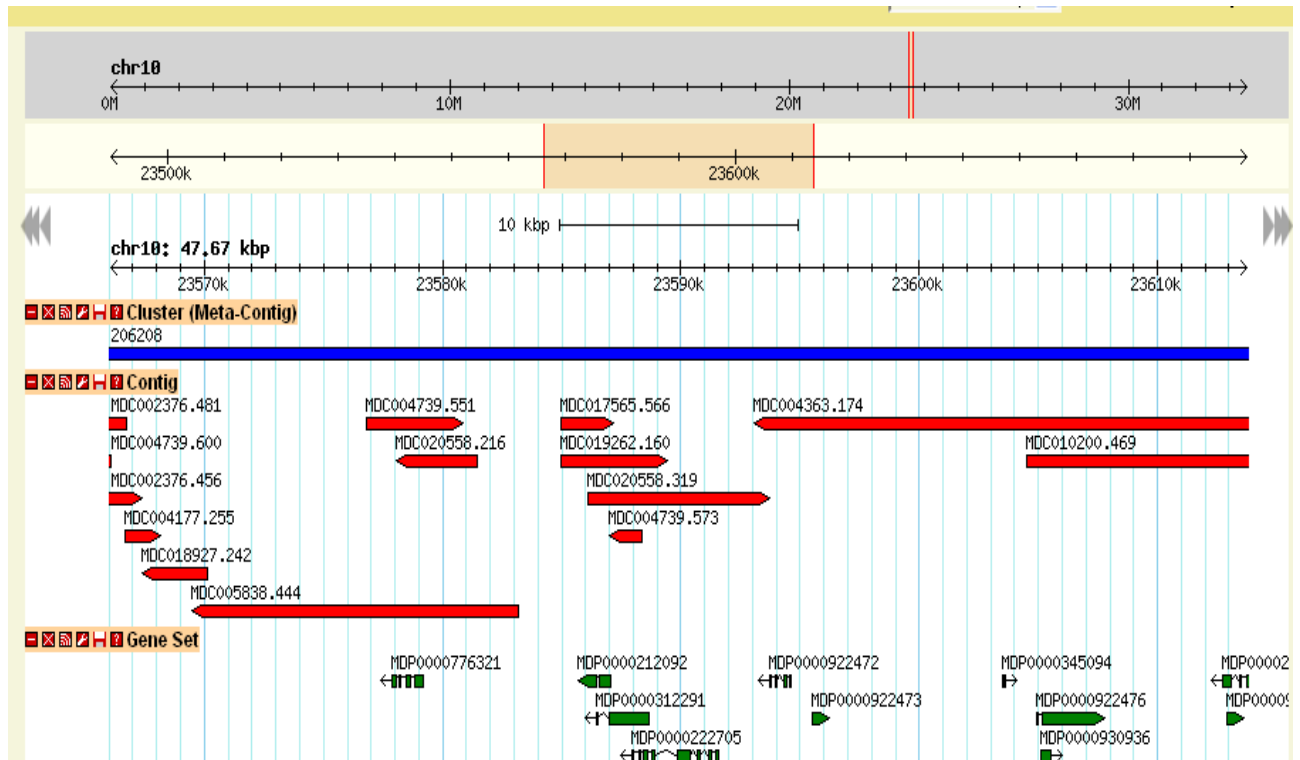 chr10
0M 10M 20M 30M
23500k 23600k
10 kbp
chr10: 47.67 kbp
23570k 23580k 23590k 23600k 23610k
Cluster (Meta-Contig)
206208
Contig
MDC002376.481 MDC004739.551 MDC017565.566 MDC004363.174
MDC004739.600 MDC020558.216 MDC019262.160 MDC010200.469
MDC002376.456 MDC020558.319
MDC004177.255 MDC004739.573
MDC018927.242
MDC005838.444
Gene Set
MDP0000776321 MDP0000212092 MDP0000922472 MDP0000345094 MDP00002
MDP0000312291 MDP0000922473 MDP0000922476 MDP00009
MDP0000222705 MDP0000930936